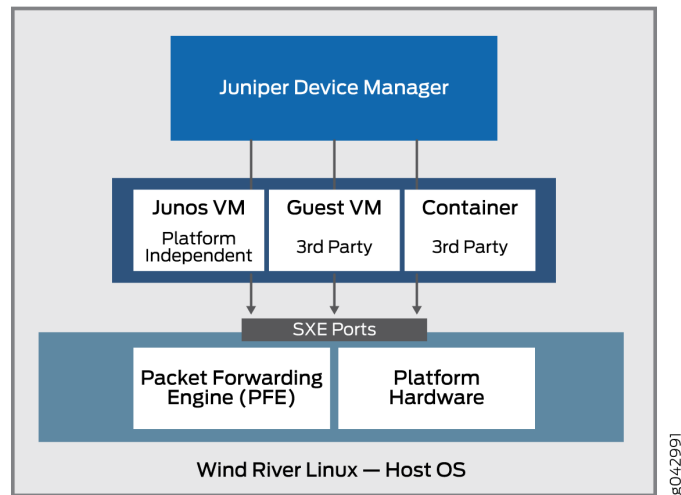 Juniper Device Manager
Junos VM
Platform
Independent
Guest VM
3rd Party
Container
3rd Party
SXE Ports
Packet Forwarding
Engine (PFE)
Platform
Hardware
Wind River Linux — Host OS
g042991